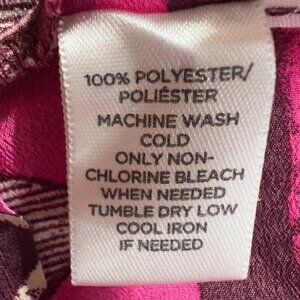 100% POLYESTER/
POLIÉSTER
MACHINE WASH
COLD
ONLY NON-
CHLORINE BLEACH
WHEN NEEDED
TUMBLE DRY LOW
COOL IRON
IF NEEDED